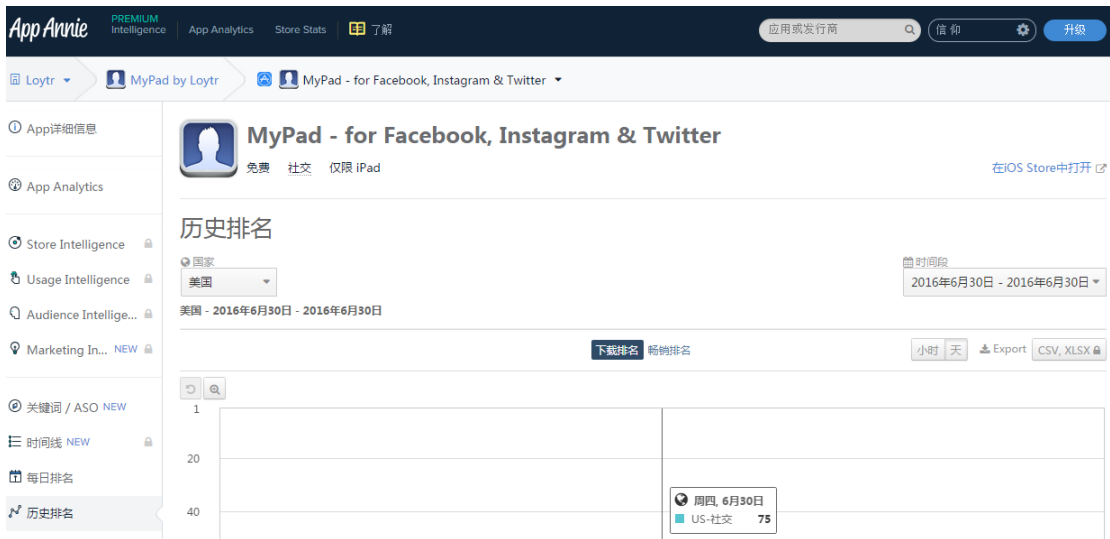 App Annie PREMIUM Intelligence App Analytics Store Stats 了解 应用或发行商 信 仰 升级
Loytr MyPad by Loytr MyPad - for Facebook, Instagram & Twitter
App详细信息
App Analytics
Store Intelligence
Usage Intelligence
Audience Intellige...
Marketing In... NEW
关键词 / ASO NEW
时间线 NEW
每日排名
历史排名
MyPad - for Facebook, Instagram & Twitter
免费 社交 仅限 iPad
在iOS Store中打开
历史排名
国家 时间段
美国 2016年6月30日 - 2016年6月30日
美国 - 2016年6月30日 - 2016年6月30日
下载排名 畅销排名 小时 天 Export CSV, XLSX
1
20
40
周四, 6月30日
US-社交 75